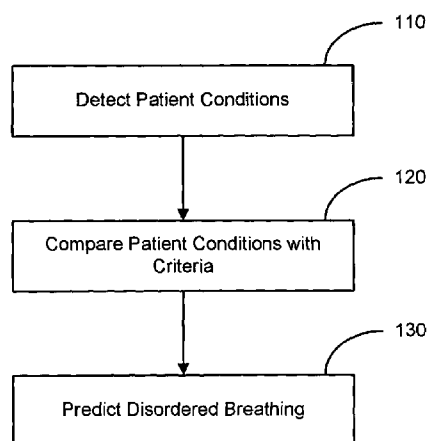 110
Detect Patient Conditions
120
Compare Patient Conditions with
Criteria
130
Predict Disordered Breathing